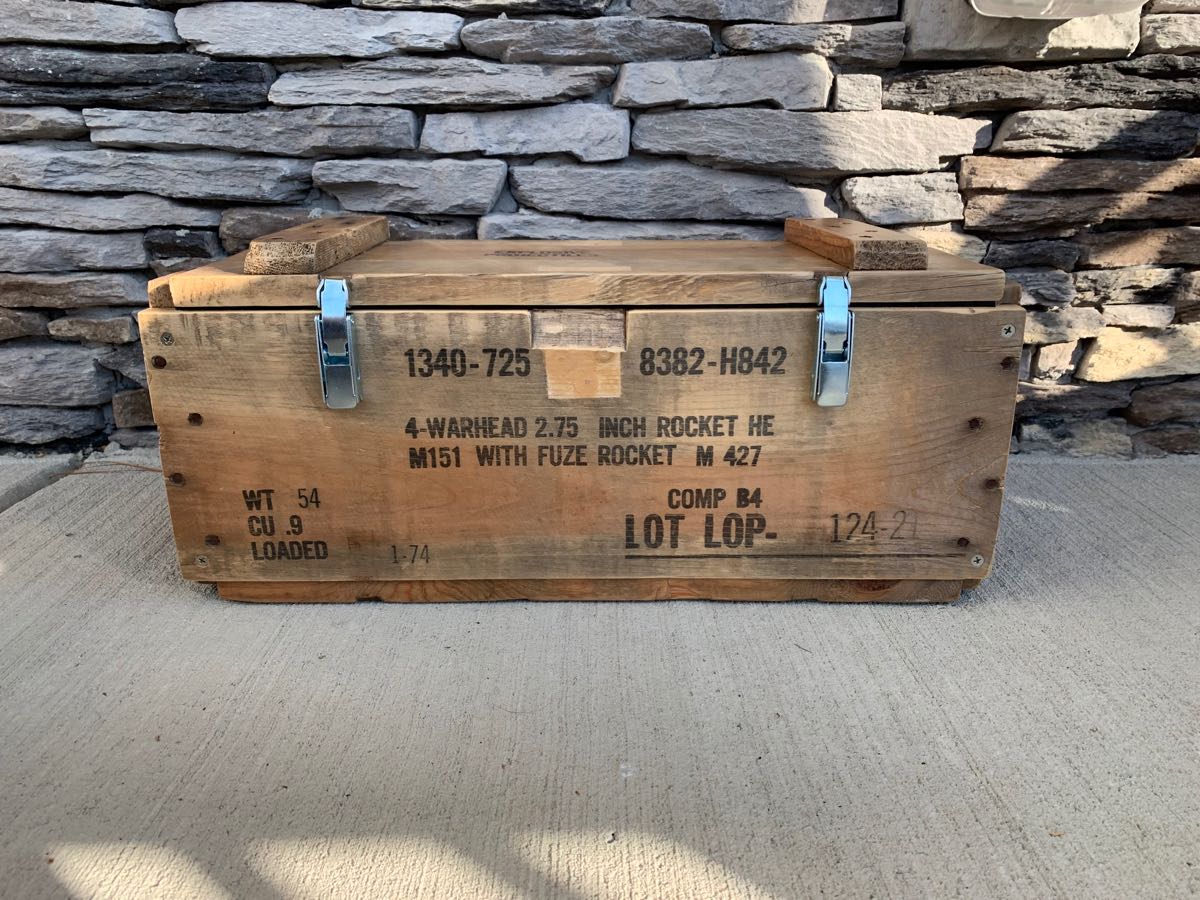 1340-725 8382-H842
4-WARHEAD 2.75 INCH ROCKET HE
M151 WITH FUZE ROCKET M 427
WT 54
CU .9
LOADED 1-74
COMP B4
LOT LOP- 124-21